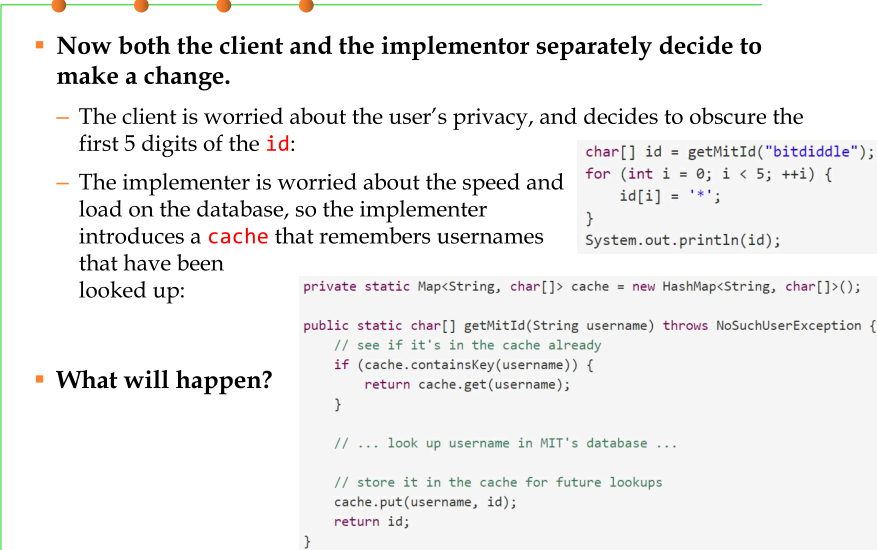 Now both the client and the implementor separately decide to
make a change.
– The client is worried about the user’s privacy, and decides to obscure the
first 5 digits of the id:
char[] id = getMitId("bitdiddle");
for (int i = 0; i < 5; ++i) {
    id[i] = '*';
}
System.out.println(id);
– The implementer is worried about the speed and
load on the database, so the implementer
introduces a cache that remembers usernames
that have been
looked up:
private static Map<String, char[]> cache = new HashMap<String, char[]>();
public static char[] getMitId(String username) throws NoSuchUserException {
    // see if it's in the cache already
    if (cache.containsKey(username)) {
        return cache.get(username);
    }
    // ... look up username in MIT's database ...
    // store it in the cache for future lookups
    cache.put(username, id);
    return id;
}
What will happen?